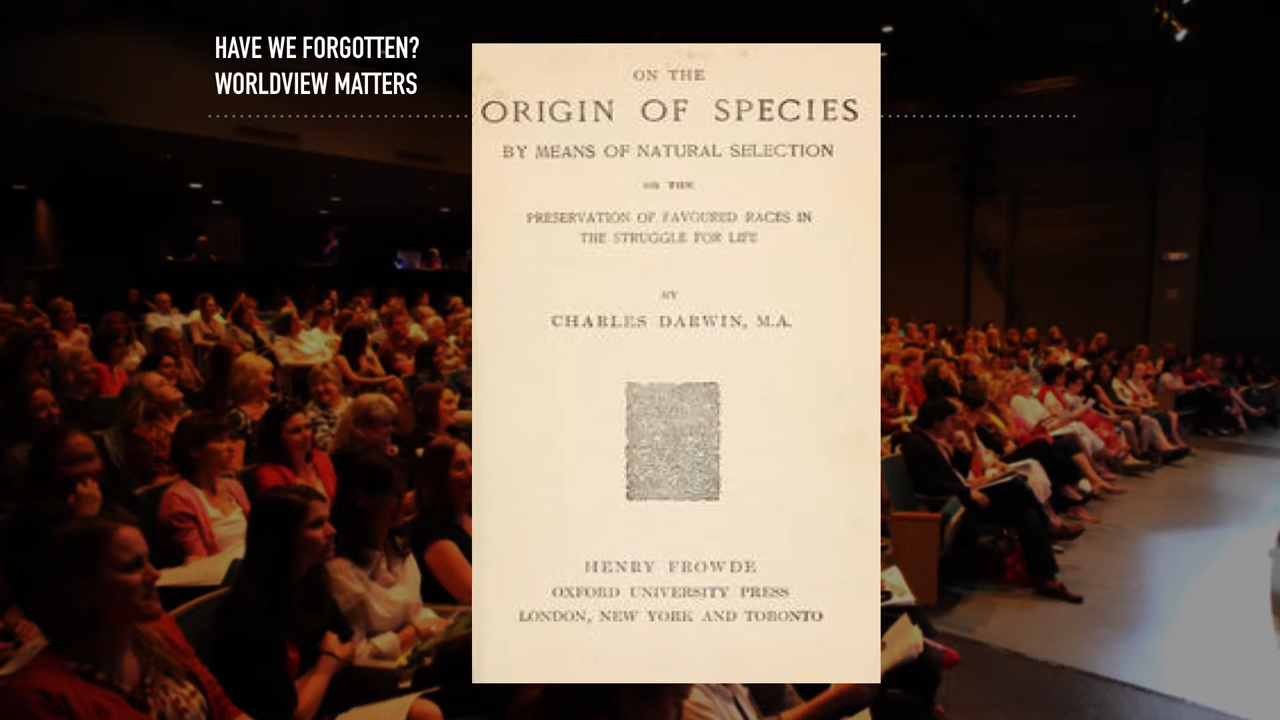 HAVE WE FORGOTTEN?
WORLDVIEW MATTERS
ON THE
ORIGIN OF SPECIES
BY MEANS OF NATURAL SELECTION
OR THE
PRESERVATION OF FAVOURED RACES IN
THE STRUGGLE FOR LIFE
BY
CHARLES DARWIN, M.A.
HENRY FROWDE
OXFORD UNIVERSITY PRESS
LONDON, NEW YORK AND TORONTO